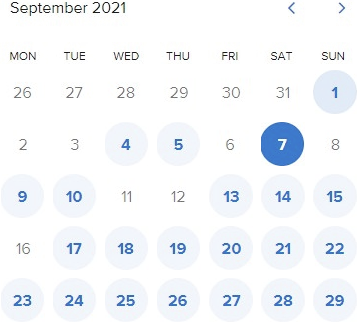 September 2021
MON TUE WED THU FRI SAT SUN
26 27 28 29 30 31 1
2 3 4 5 6 7 8
9 10 11 12 13 14 15
16 17 18 19 20 21 22
23 24 25 26 27 28 29